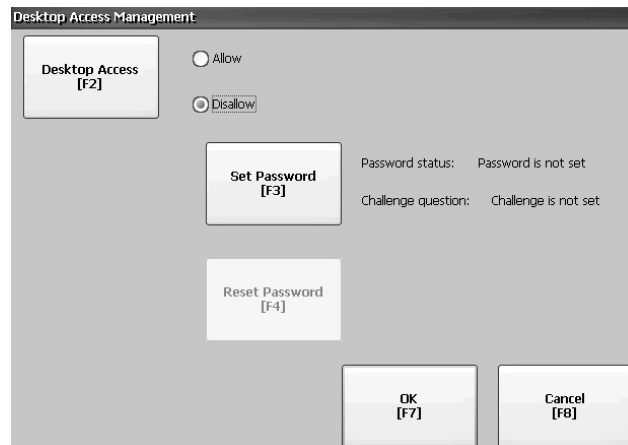 Desktop Access Management
Desktop Access
[F2]
Allow
Disallow
Set Password
[F3]
Password status: Password is not set
Challenge question: Challenge is not set
Reset Password
[F4]
OK
[F7]
Cancel
[F8]